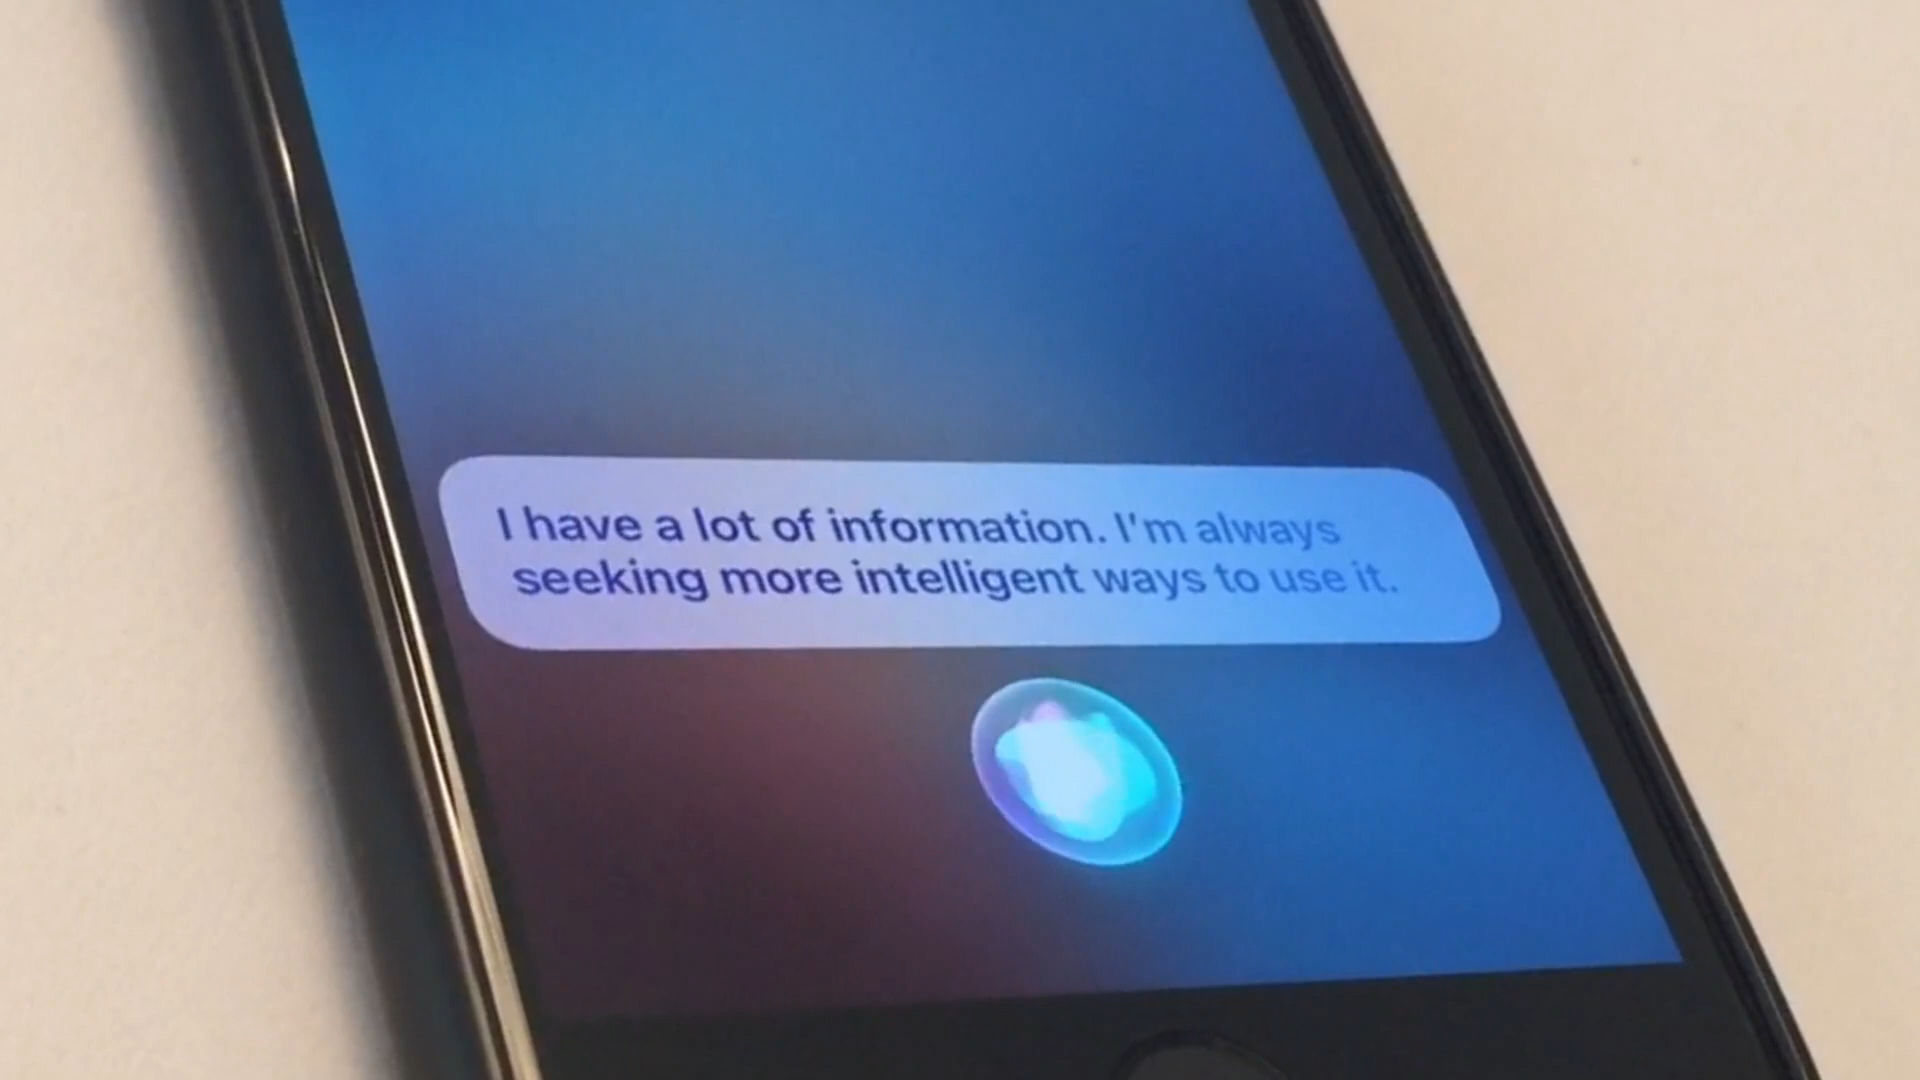 I have a lot of information. I'm always
seeking more intelligent ways to use it.